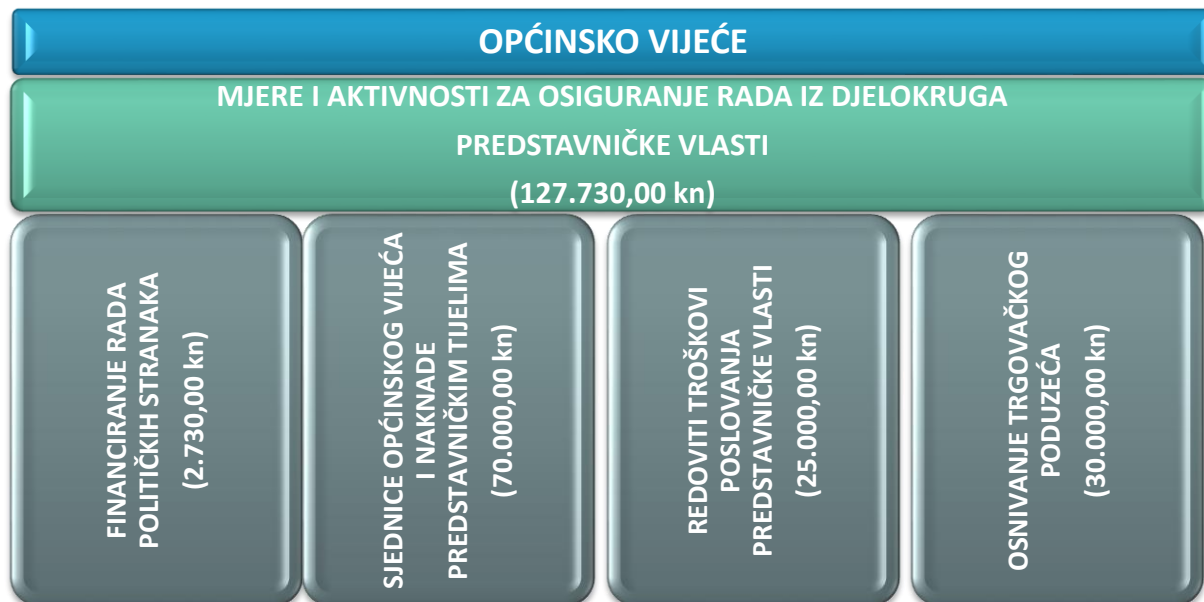 OPĆINSKO VIJEĆE
MJERE I AKTIVNOSTI ZA OSIGURANJE RADA IZ DJELOKRUGA
PREDSTAVNIČKE VLASTI
(127.730,00 kn)
FINANCIRANJE RADA
POLITIČKIH STRANAKA
(2.730,00 kn)
SJEDNICE OPĆINSKOG VIJEĆA
I NAKNADE
PREDSTAVNIČKIM TIJELIMA
(70.000,00 kn)
REDOVITI TROŠKOVI
POSLOVANJA
PREDSTAVNIČKE VLASTI
(25.000,00 kn)
OSNIVANJE TRGOVAČKOG
PODUZEĆA
(30.000,00 kn)